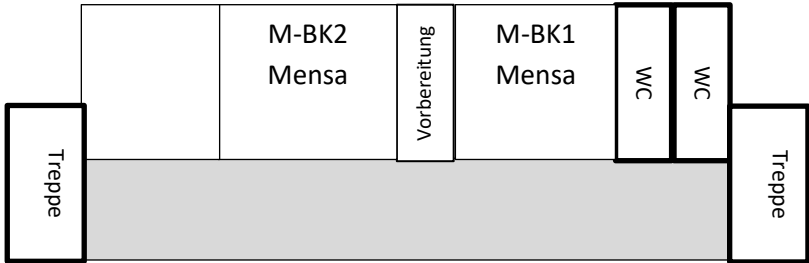 M-BK2
Mensa
Vorbereitung
M-BK1
Mensa
WC
WC
Treppe
Treppe